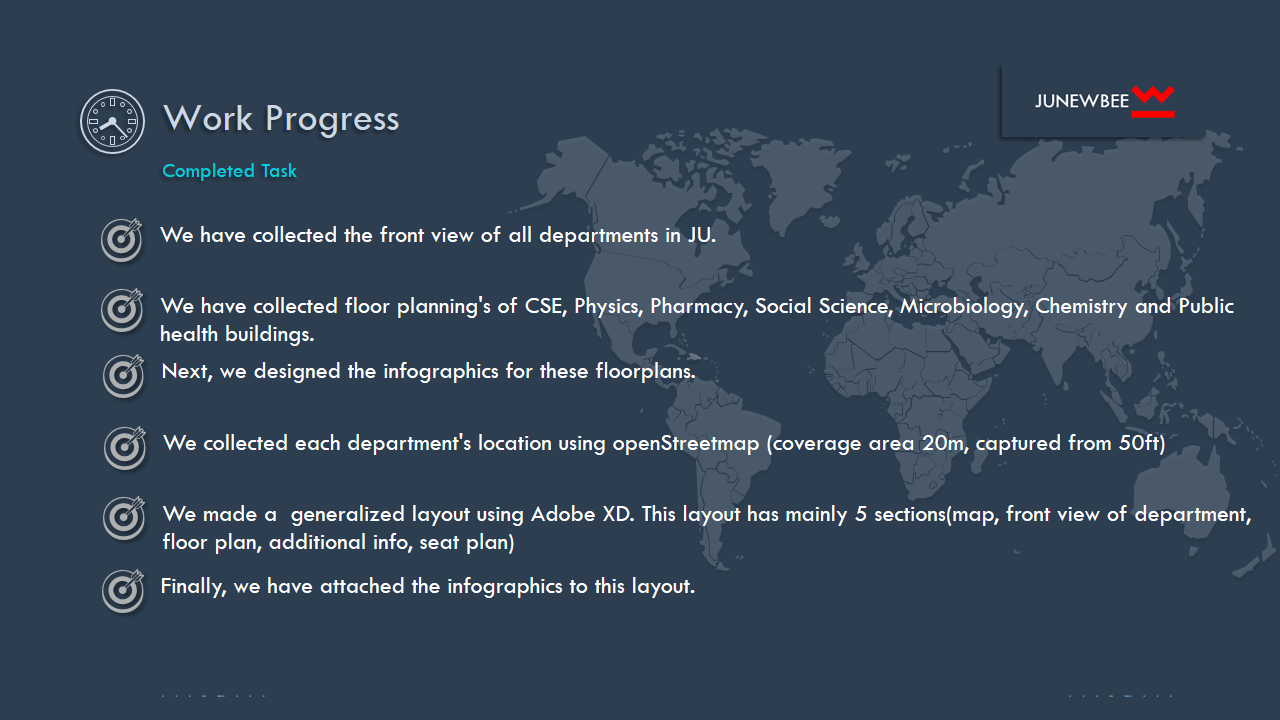 JUNEWBEE
Work Progress
Completed Task
We have collected the front view of all departments in JU.
We have collected floor planning's of CSE, Physics, Pharmacy, Social Science, Microbiology, Chemistry and Public
health buildings.
Next, we designed the infographics for these floorplans.
We collected each department's location using openStreetmap (coverage area 20m, captured from 50ft)
We made a  generalized layout using Adobe XD. This layout has mainly 5 sections(map, front view of department,
floor plan, additional info, seat plan)
Finally, we have attached the infographics to this layout.